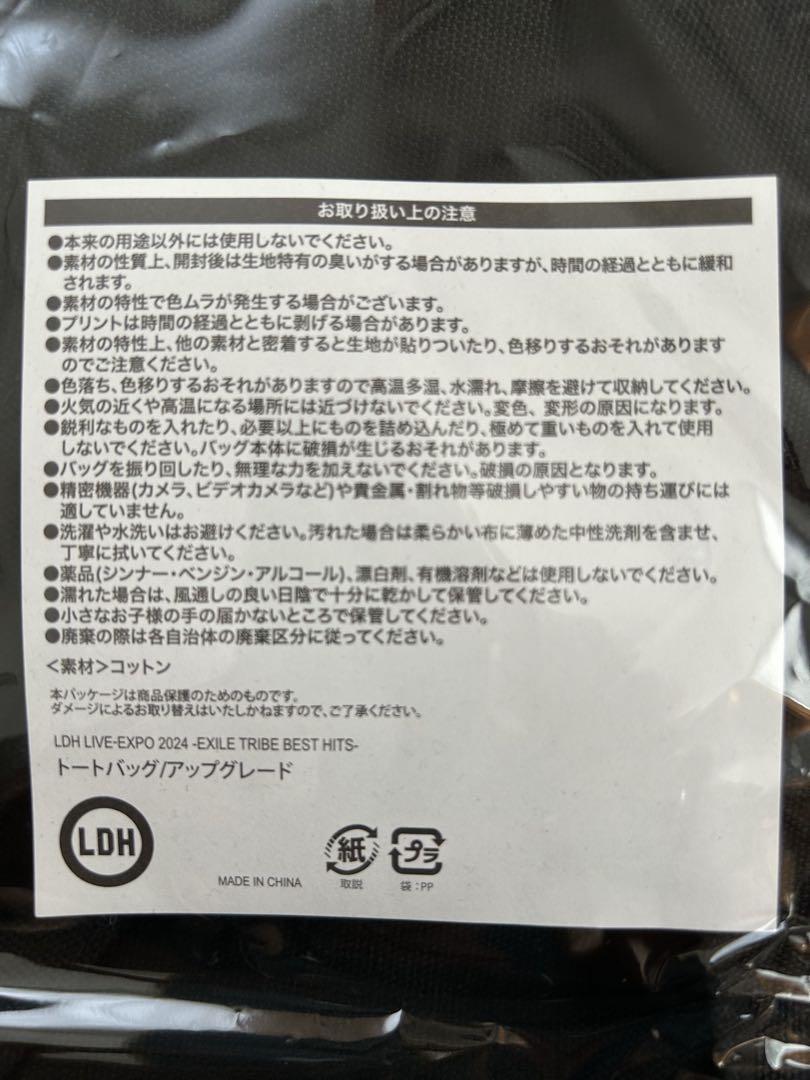 お取り扱い上の注意
●本来の用途以外には使用しないでください。
●素材の性質上、開封後は生地特有の臭いがする場合がありますが、時間の経過とともに緩和
されます。
●素材の特性で色ムラが発生する場合がございます。
●プリントは時間の経過とともに剥げる場合があります。
●素材の特性上、他の素材と密着すると生地が貼りついたり、色移りするおそれがあります
のでご注意ください。
●色落ち、色移りするおそれがありますので高温多湿、水濡れ、摩擦を避けて収納してください。
●火気の近くや高温になる場所には近づけないでください。変色、変形の原因になります。
●鋭利なものを入れたり、必要以上にものを詰め込んだり、極めて重いものを入れて使用
しないでください。バッグ本体に破損が生じるおそれがあります。
●バッグを振り回したり、無理な力を加えないでください。破損の原因となります。
●精密機器(カメラ、ビデオカメラなど)や貴金属・割れ物等破損しやすい物の持ち運びには
適していません。
●洗濯や水洗いはお避けください。汚れた場合は柔らかい布に薄めた中性洗剤を含ませ、
丁寧に拭いてください。
●薬品(シンナー・ベンジン・アルコール)、漂白剤、有機溶剤などは使用しないでください。
●濡れた場合は、風通しの良い日陰で十分に乾かして保管してください。
●小さなお子様の手の届かないところで保管してください。
●廃棄の際は各自治体の廃棄区分に従ってください。
<素材>コットン
本パッケージは商品保護のためのものです。
ダメージによるお取り替えはいたしかねますので、ご了承ください。
LDH LIVE-EXPO 2024 -EXILE TRIBE BEST HITS-
トートバッグ/アップグレード
LDH
MADE IN CHINA
紙
取説
プラ
袋:PP